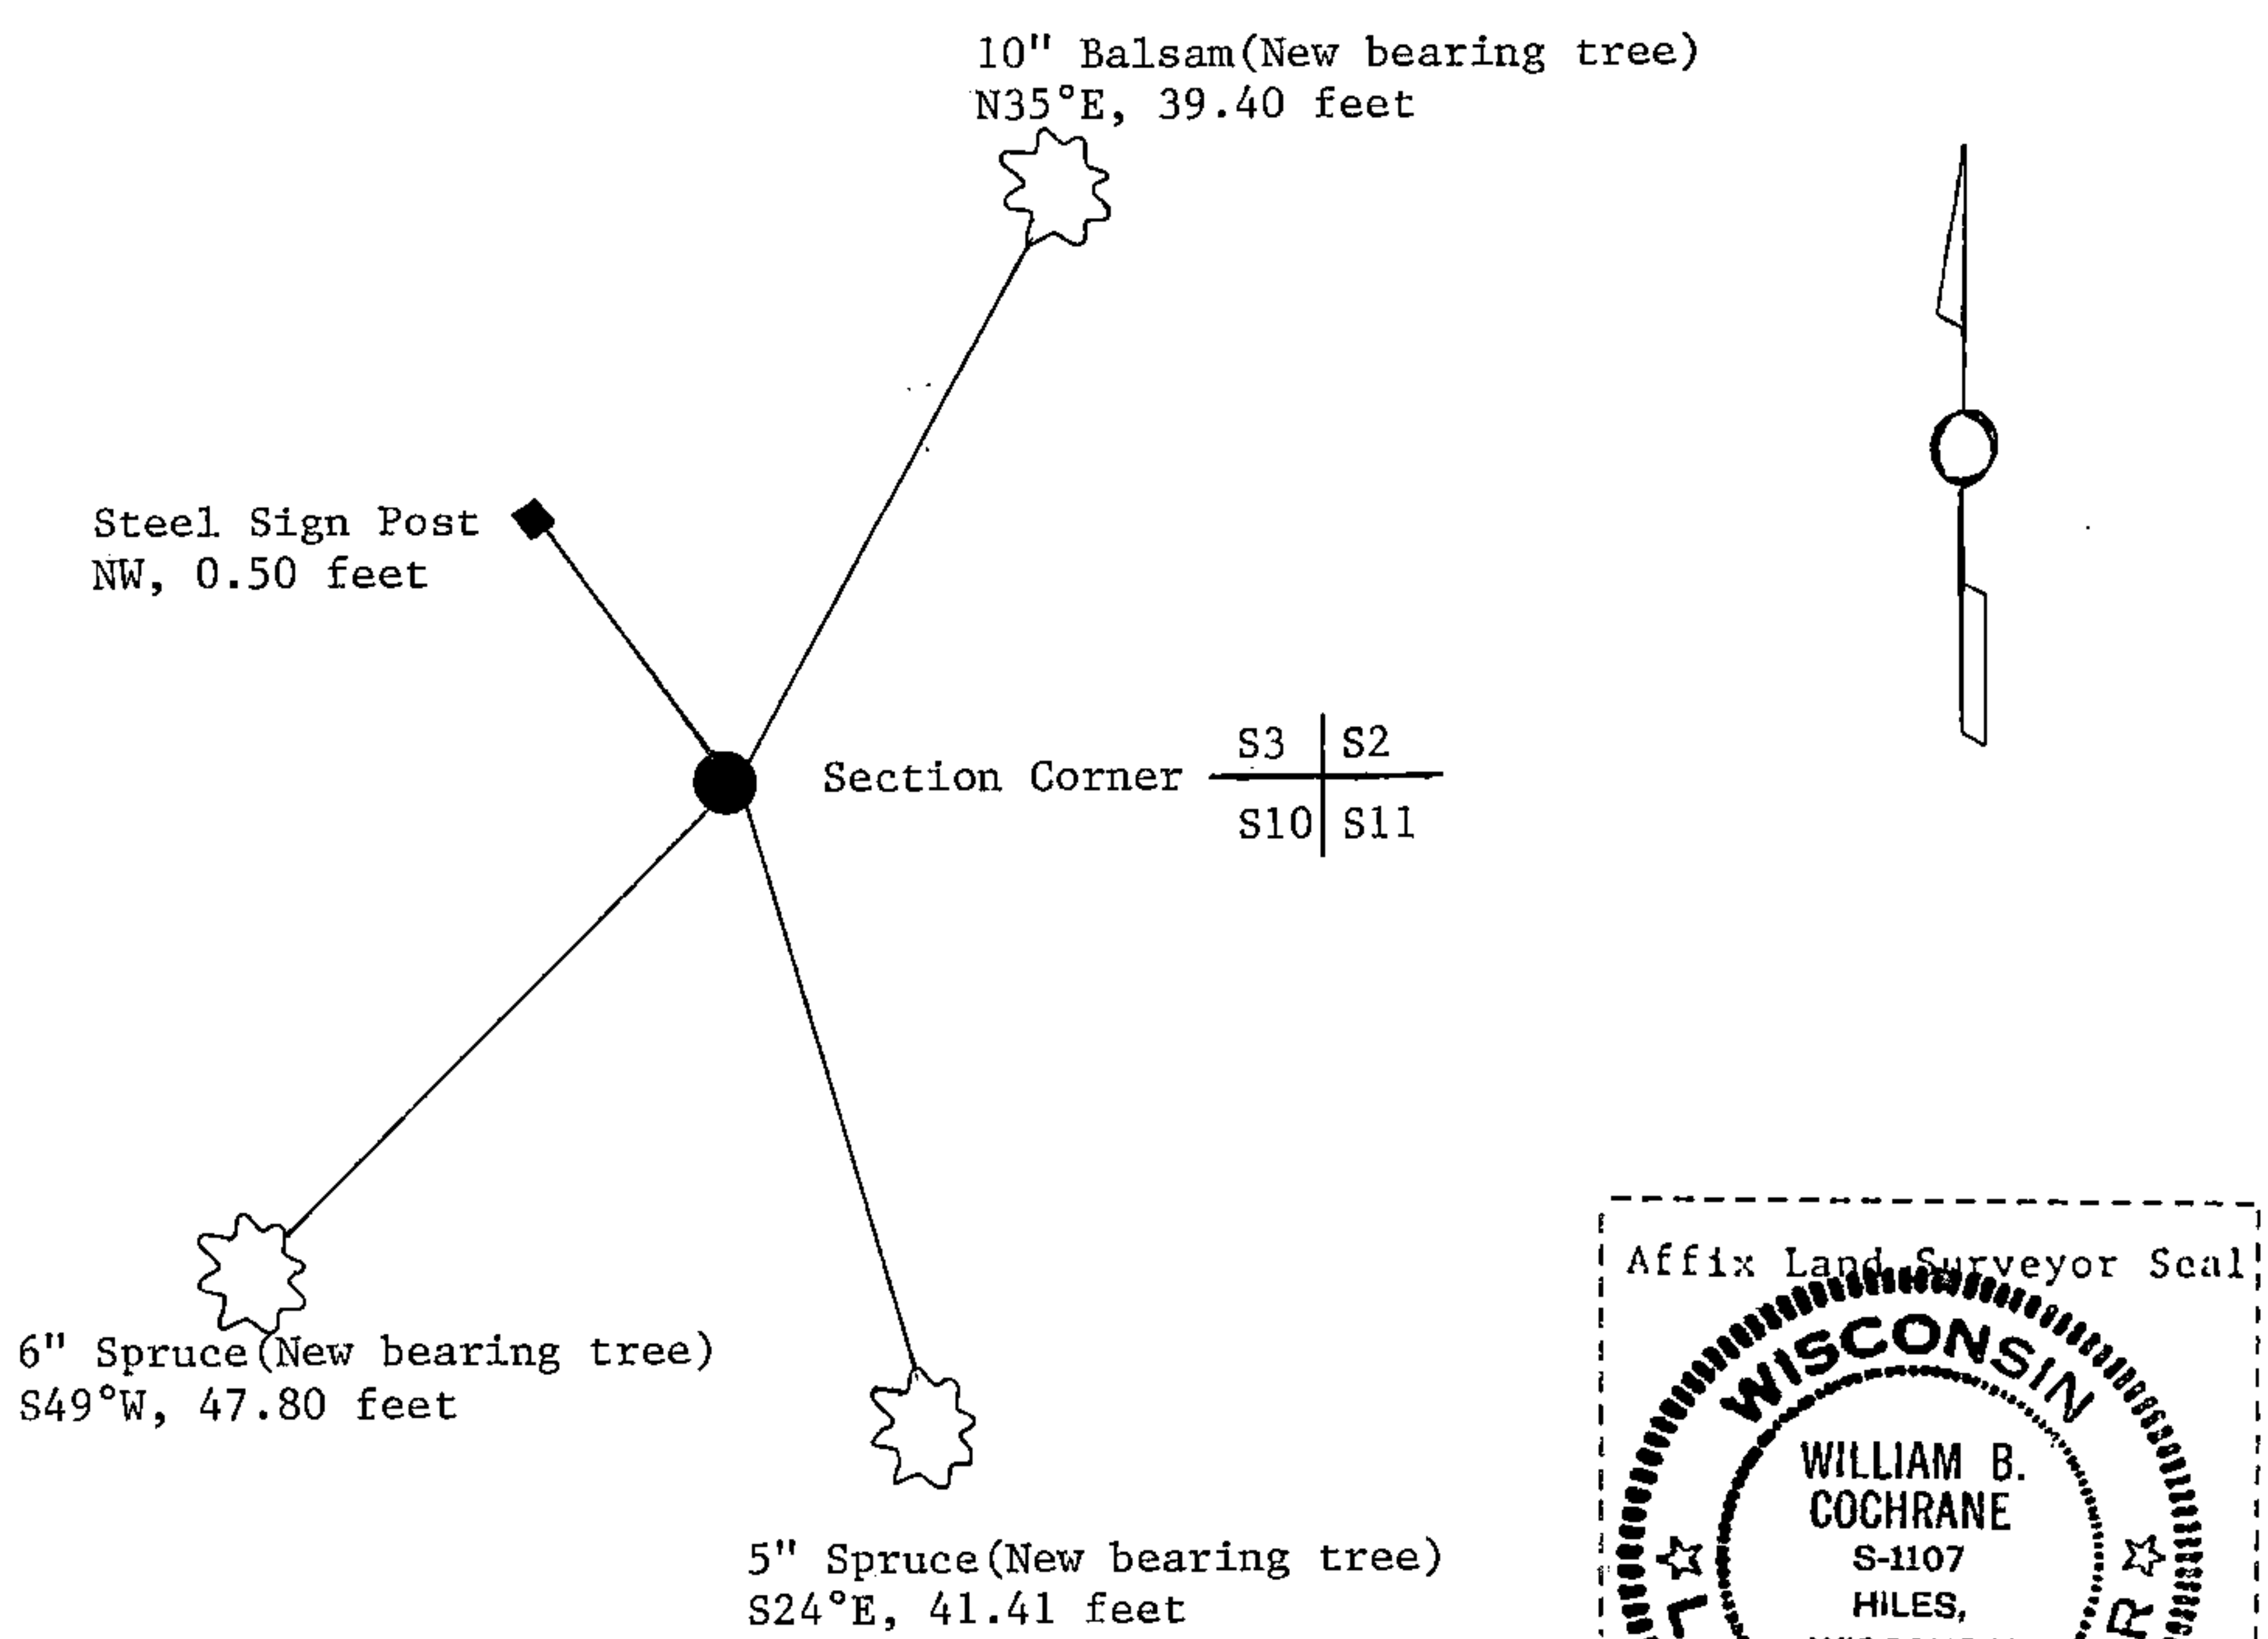 10" Balsam(New bearing tree)
N35°E, 39.40 feet
Steel Sign Post
NW, 0.50 feet
Section Corner
S3 S2
S10 S11
6" Spruce(New bearing tree)
S49°W, 47.80 feet
5" Spruce(New bearing tree)
S24°E, 41.41 feet
Affix Land Surveyor Seal
WISCONSIN
WILLIAM B.
COCHRANE
S-1107
HILES,